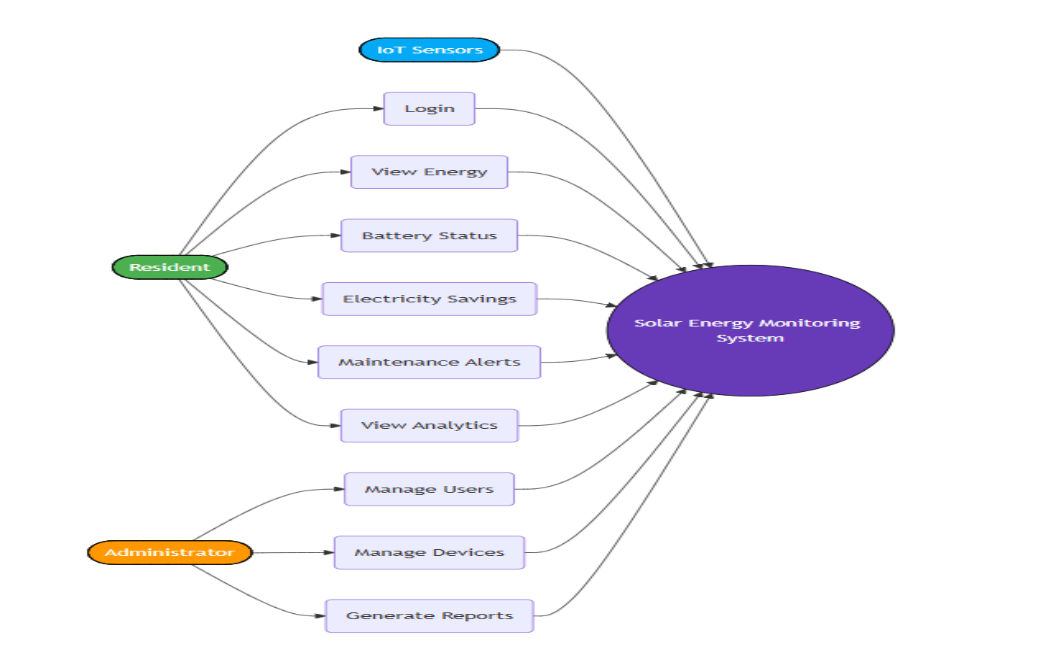 IoT Sensors
Login
View Energy
Battery Status
Resident
Electricity Savings
Solar Energy Monitoring
System
Maintenance Alerts
View Analytics
Manage Users
Administrator
Manage Devices
Generate Reports